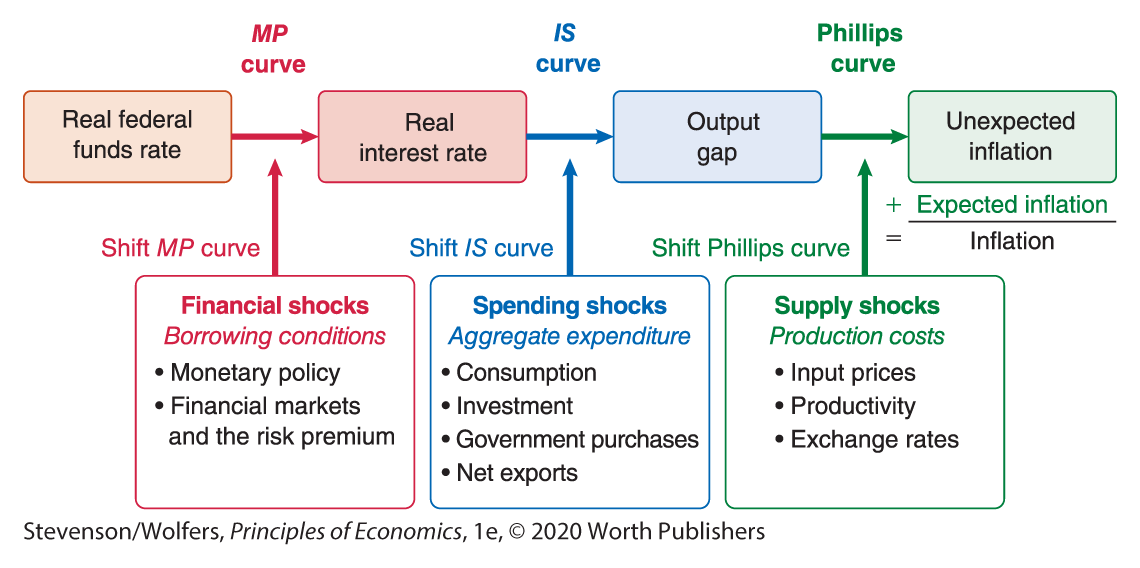 MP
curve
IS
curve
Phillips
curve
Real federal
funds rate
Real
interest rate
Output
gap
Unexpected
inflation
+ Expected inflation
= Inflation
Shift MP curve
Shift IS curve
Shift Phillips curve
Financial shocks
Borrowing conditions
• Monetary policy
• Financial markets
and the risk premium
Spending shocks
Aggregate expenditure
• Consumption
• Investment
• Government purchases
• Net exports
Supply shocks
Production costs
• Input prices
• Productivity
• Exchange rates
Stevenson/Wolfers, Principles of Economics, 1e, © 2020 Worth Publishers